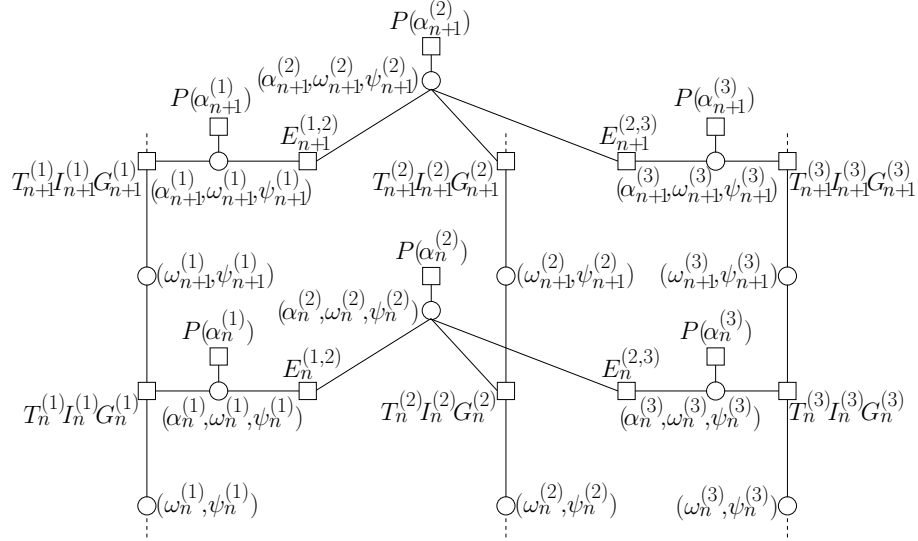 P(α_{n+1}^{(2)})
(α_{n+1}^{(2)},ω_{n+1}^{(2)},ψ_{n+1}^{(2)})
P(α_{n+1}^{(1)})
P(α_{n+1}^{(3)})
E_{n+1}^{(1,2)}
E_{n+1}^{(2,3)}
T_{n+1}^{(1)}I_{n+1}^{(1)}G_{n+1}^{(1)}
(α_{n+1}^{(1)},ω_{n+1}^{(1)},ψ_{n+1}^{(1)})
T_{n+1}^{(2)}I_{n+1}^{(2)}G_{n+1}^{(2)}
(α_{n+1}^{(3)},ω_{n+1}^{(3)},ψ_{n+1}^{(3)})
T_{n+1}^{(3)}I_{n+1}^{(3)}G_{n+1}^{(3)}
P(α_n^{(2)})
(ω_{n+1}^{(1)},ψ_{n+1}^{(1)})
(ω_{n+1}^{(2)},ψ_{n+1}^{(2)})
(ω_{n+1}^{(3)},ψ_{n+1}^{(3)})
(α_n^{(2)},ω_n^{(2)},ψ_n^{(2)})
P(α_n^{(1)})
P(α_n^{(3)})
E_n^{(1,2)}
E_n^{(2,3)}
T_n^{(1)}I_n^{(1)}G_n^{(1)}
(α_n^{(1)},ω_n^{(1)},ψ_n^{(1)})
T_n^{(2)}I_n^{(2)}G_n^{(2)}
(α_n^{(3)},ω_n^{(3)},ψ_n^{(3)})
T_n^{(3)}I_n^{(3)}G_n^{(3)}
(ω_n^{(1)},ψ_n^{(1)})
(ω_n^{(2)},ψ_n^{(2)})
(ω_n^{(3)},ψ_n^{(3)})